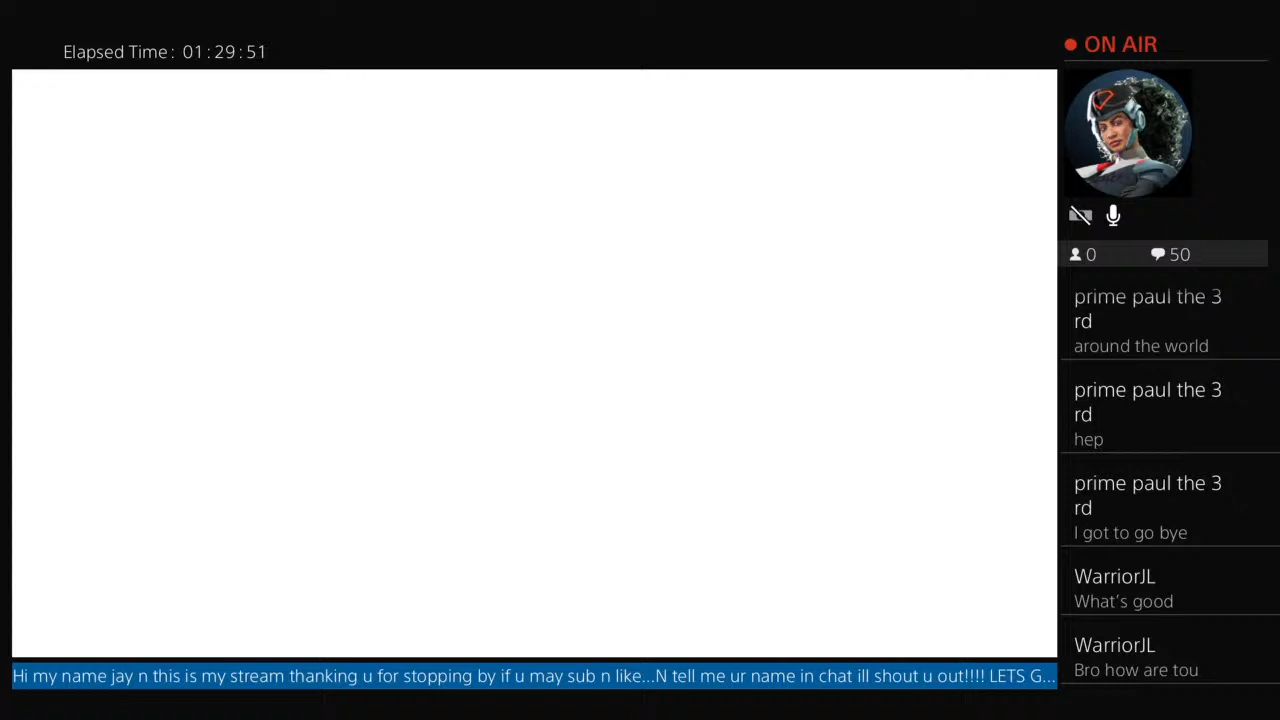 Elapsed Time: 01:29:51
ON AIR
0 50
prime paul the 3
rd
around the world
prime paul the 3
rd
hep
prime paul the 3
rd
I got to go bye
WarriorJL
What's good
WarriorJL
Bro how are tou
Hi my name jay n this is my stream thanking u for stopping by if u may sub n like...N tell me ur name in chat ill shout u out!!!! LETS G...